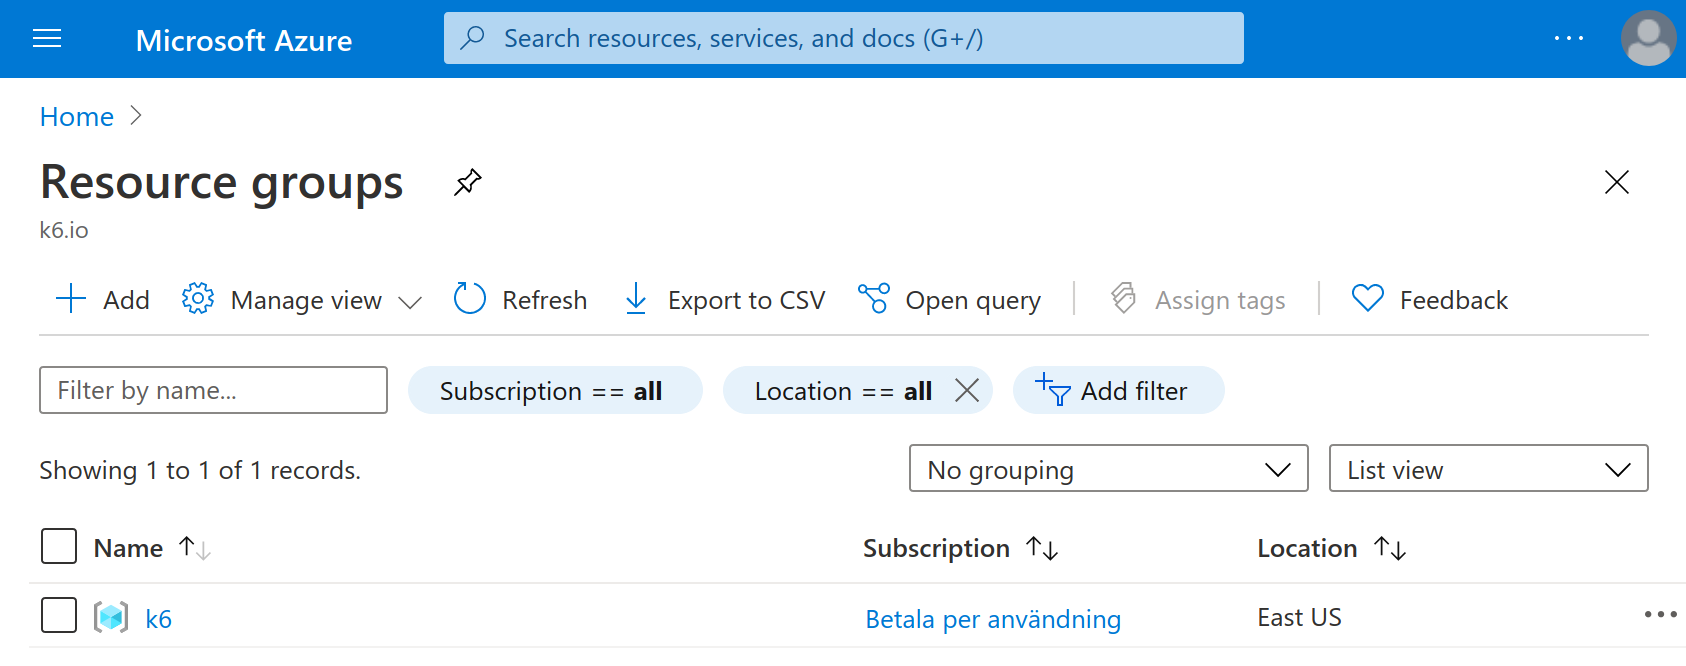 Microsoft Azure
Search resources, services, and docs (G+/)
Home
Resource groups
k6.io
Add Manage view Refresh Export to CSV Open query Assign tags Feedback
Filter by name... Subscription == all Location == all Add filter
Showing 1 to 1 of 1 records. No grouping List view
Name Subscription Location
k6 Betala per användning East US